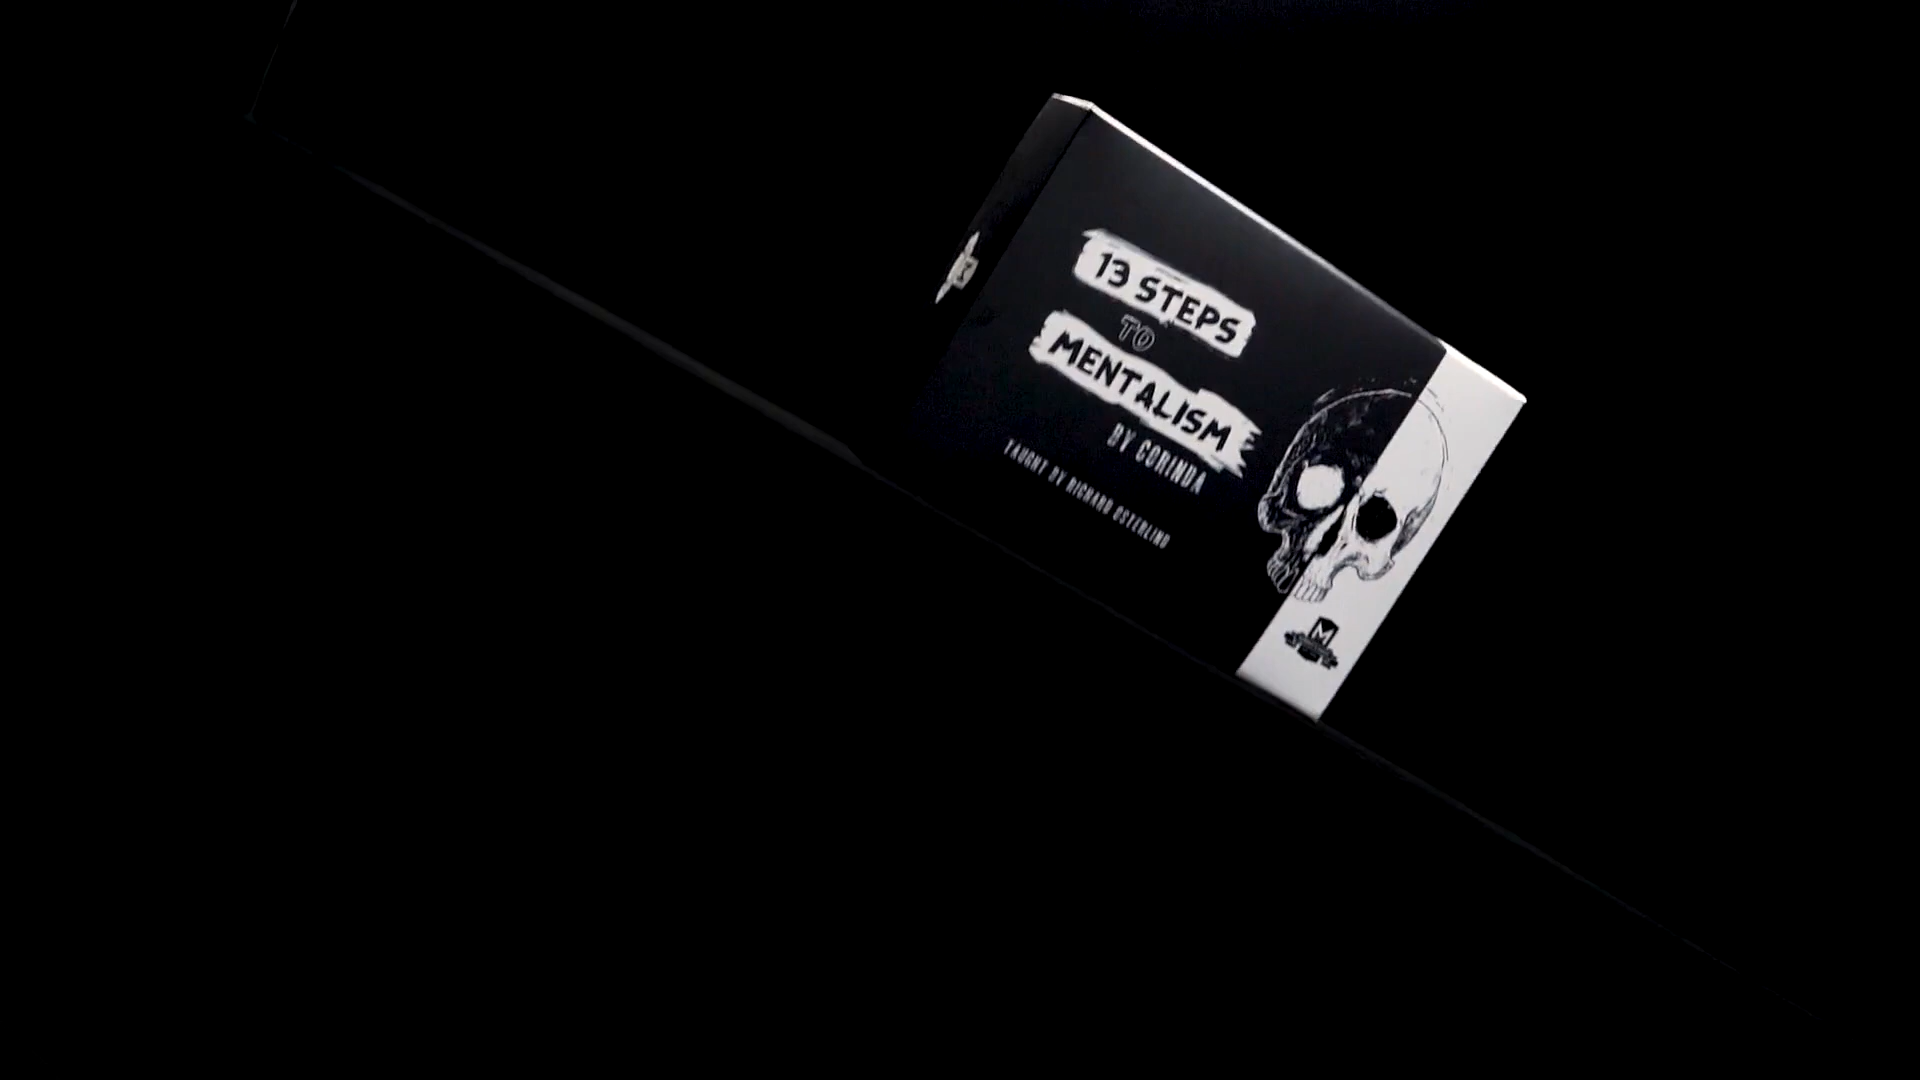 13 STEPS
TO
MENTALISM
BY CORINDA
TAUGHT BY RICHARD OSTERLIND
M